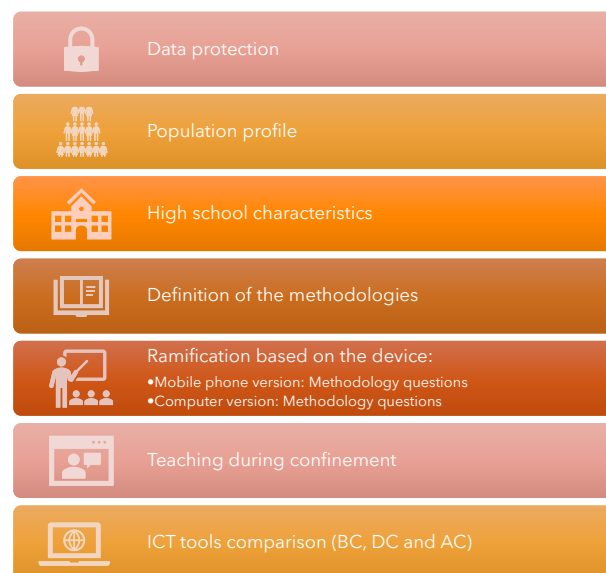 Data protection
Population profile
High school characteristics
Definition of the methodologies
Ramification based on the device:
•Mobile phone version: Methodology questions
•Computer version: Methodology questions
Teaching during confinement
ICT tools comparison (BC, DC and AC)